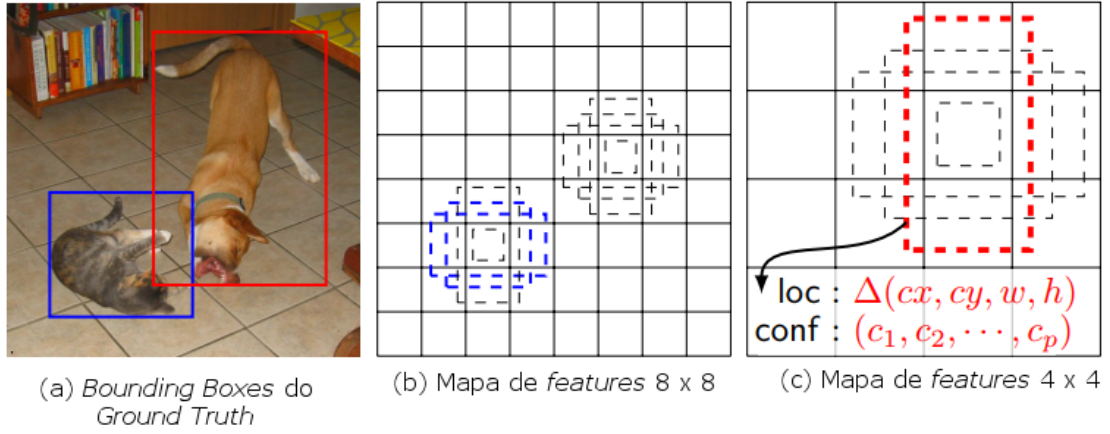 loc : Δ(cx, cy, w, h)
conf : (c₁, c₂, ⋯, cₚ)
(a) Bounding Boxes do
Ground Truth
(b) Mapa de features 8 x 8
(c) Mapa de features 4 x 4